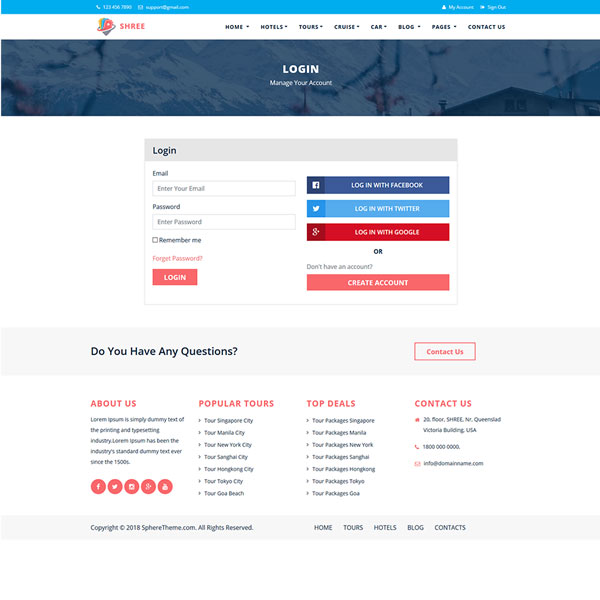 123 456 7890 support@gmail.com My Account Sign Out
SHREE HOME HOTELS TOURS CRUISE CAR BLOG PAGES CONTACT US
LOGIN
Manage Your Account
Login
Email
Enter Your Email
Password
Enter Password
Remember me
Forget Password?
LOGIN
LOG IN WITH FACEBOOK
LOG IN WITH TWITTER
LOG IN WITH GOOGLE
OR
Don't have an account?
CREATE ACCOUNT
Do You Have Any Questions?
Contact Us
ABOUT US
Lorem Ipsum is simply dummy text of
the printing and typesetting
industry.Lorem Ipsum has been the
industry's standard dummy text ever
since the 1500s.
POPULAR TOURS
Tour Singapore City
Tour Manila City
Tour New York City
Tour Sanghai City
Tour Hongkong City
Tour Tokyo City
Tour Goa Beach
TOP DEALS
Tour Packages Singapore
Tour Packages Manila
Tour Packages New York
Tour Packages Sanghai
Tour Packages Hongkong
Tour Packages Tokyo
Tour Packages Goa
CONTACT US
20, floor, SHREE, Nr. Queenslad
Victoria Building, USA
1800 000 0000.
info@domainname.com
Copyright © 2018 SphereTheme.com. All Rights Reserved. HOME TOURS HOTELS BLOG CONTACTS